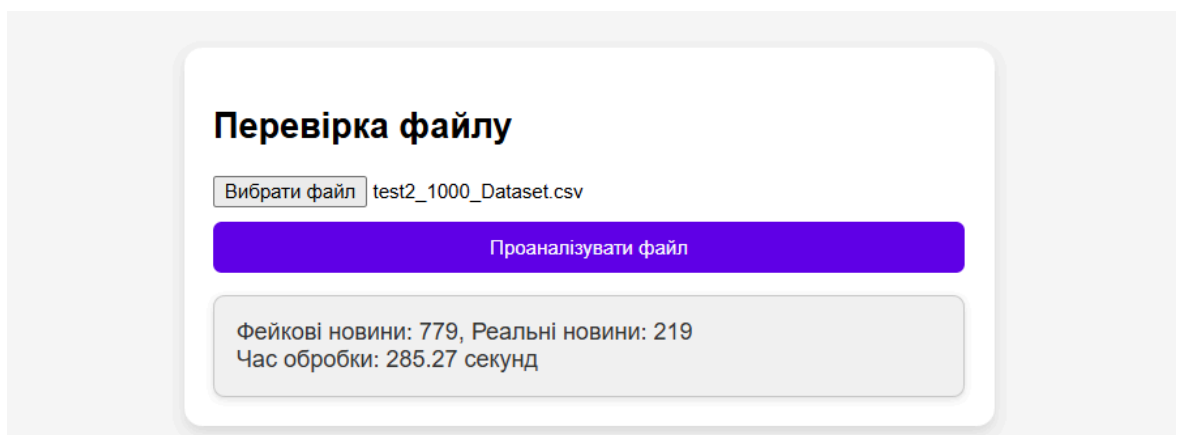 Перевірка файлу
Вибрати файл test2_1000_Dataset.csv
Проаналізувати файл
Фейкові новини: 779, Реальні новини: 219
Час обробки: 285.27 секунд